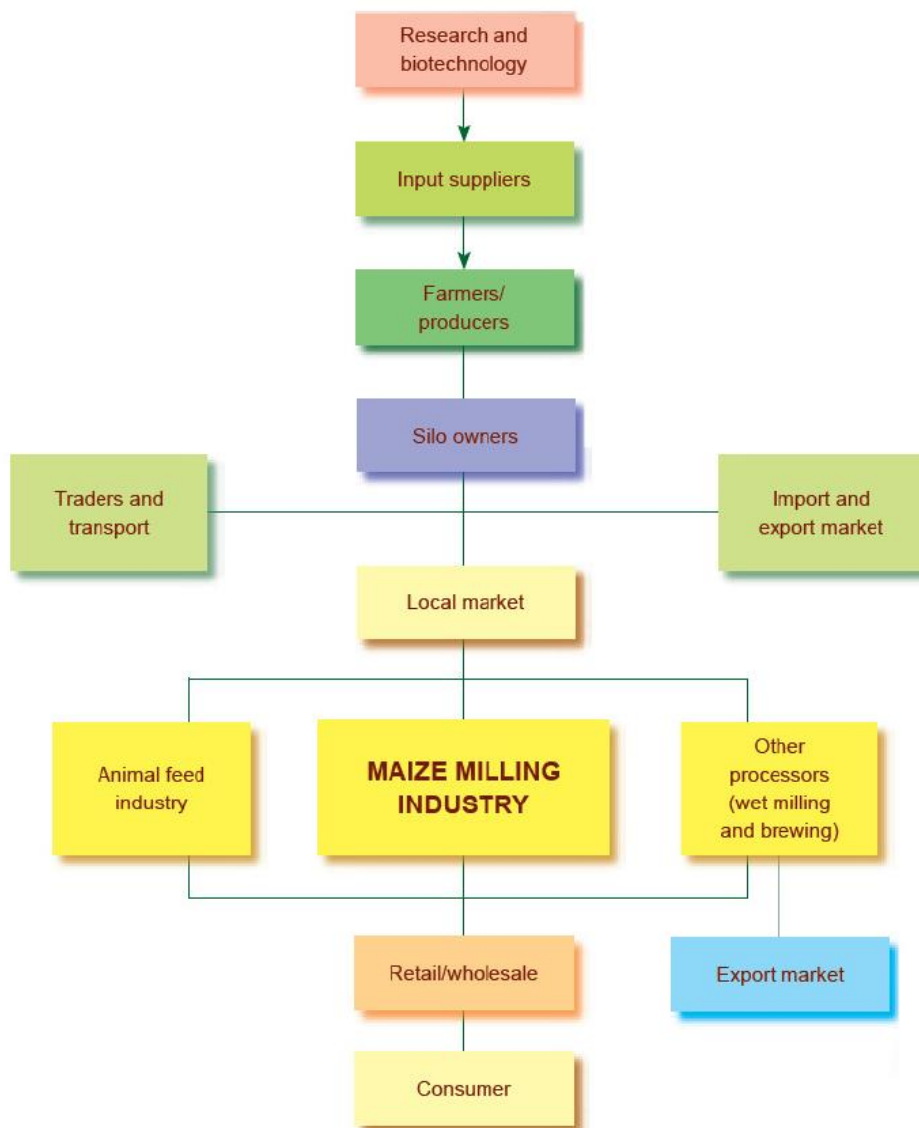 Research and
biotechnology
Input suppliers
Farmers/
producers
Silo owners
Traders and
transport
Import and
export market
Local market
Animal feed
industry
MAIZE MILLING
INDUSTRY
Other
processors
(wet milling
and brewing)
Retail/wholesale
Export market
Consumer